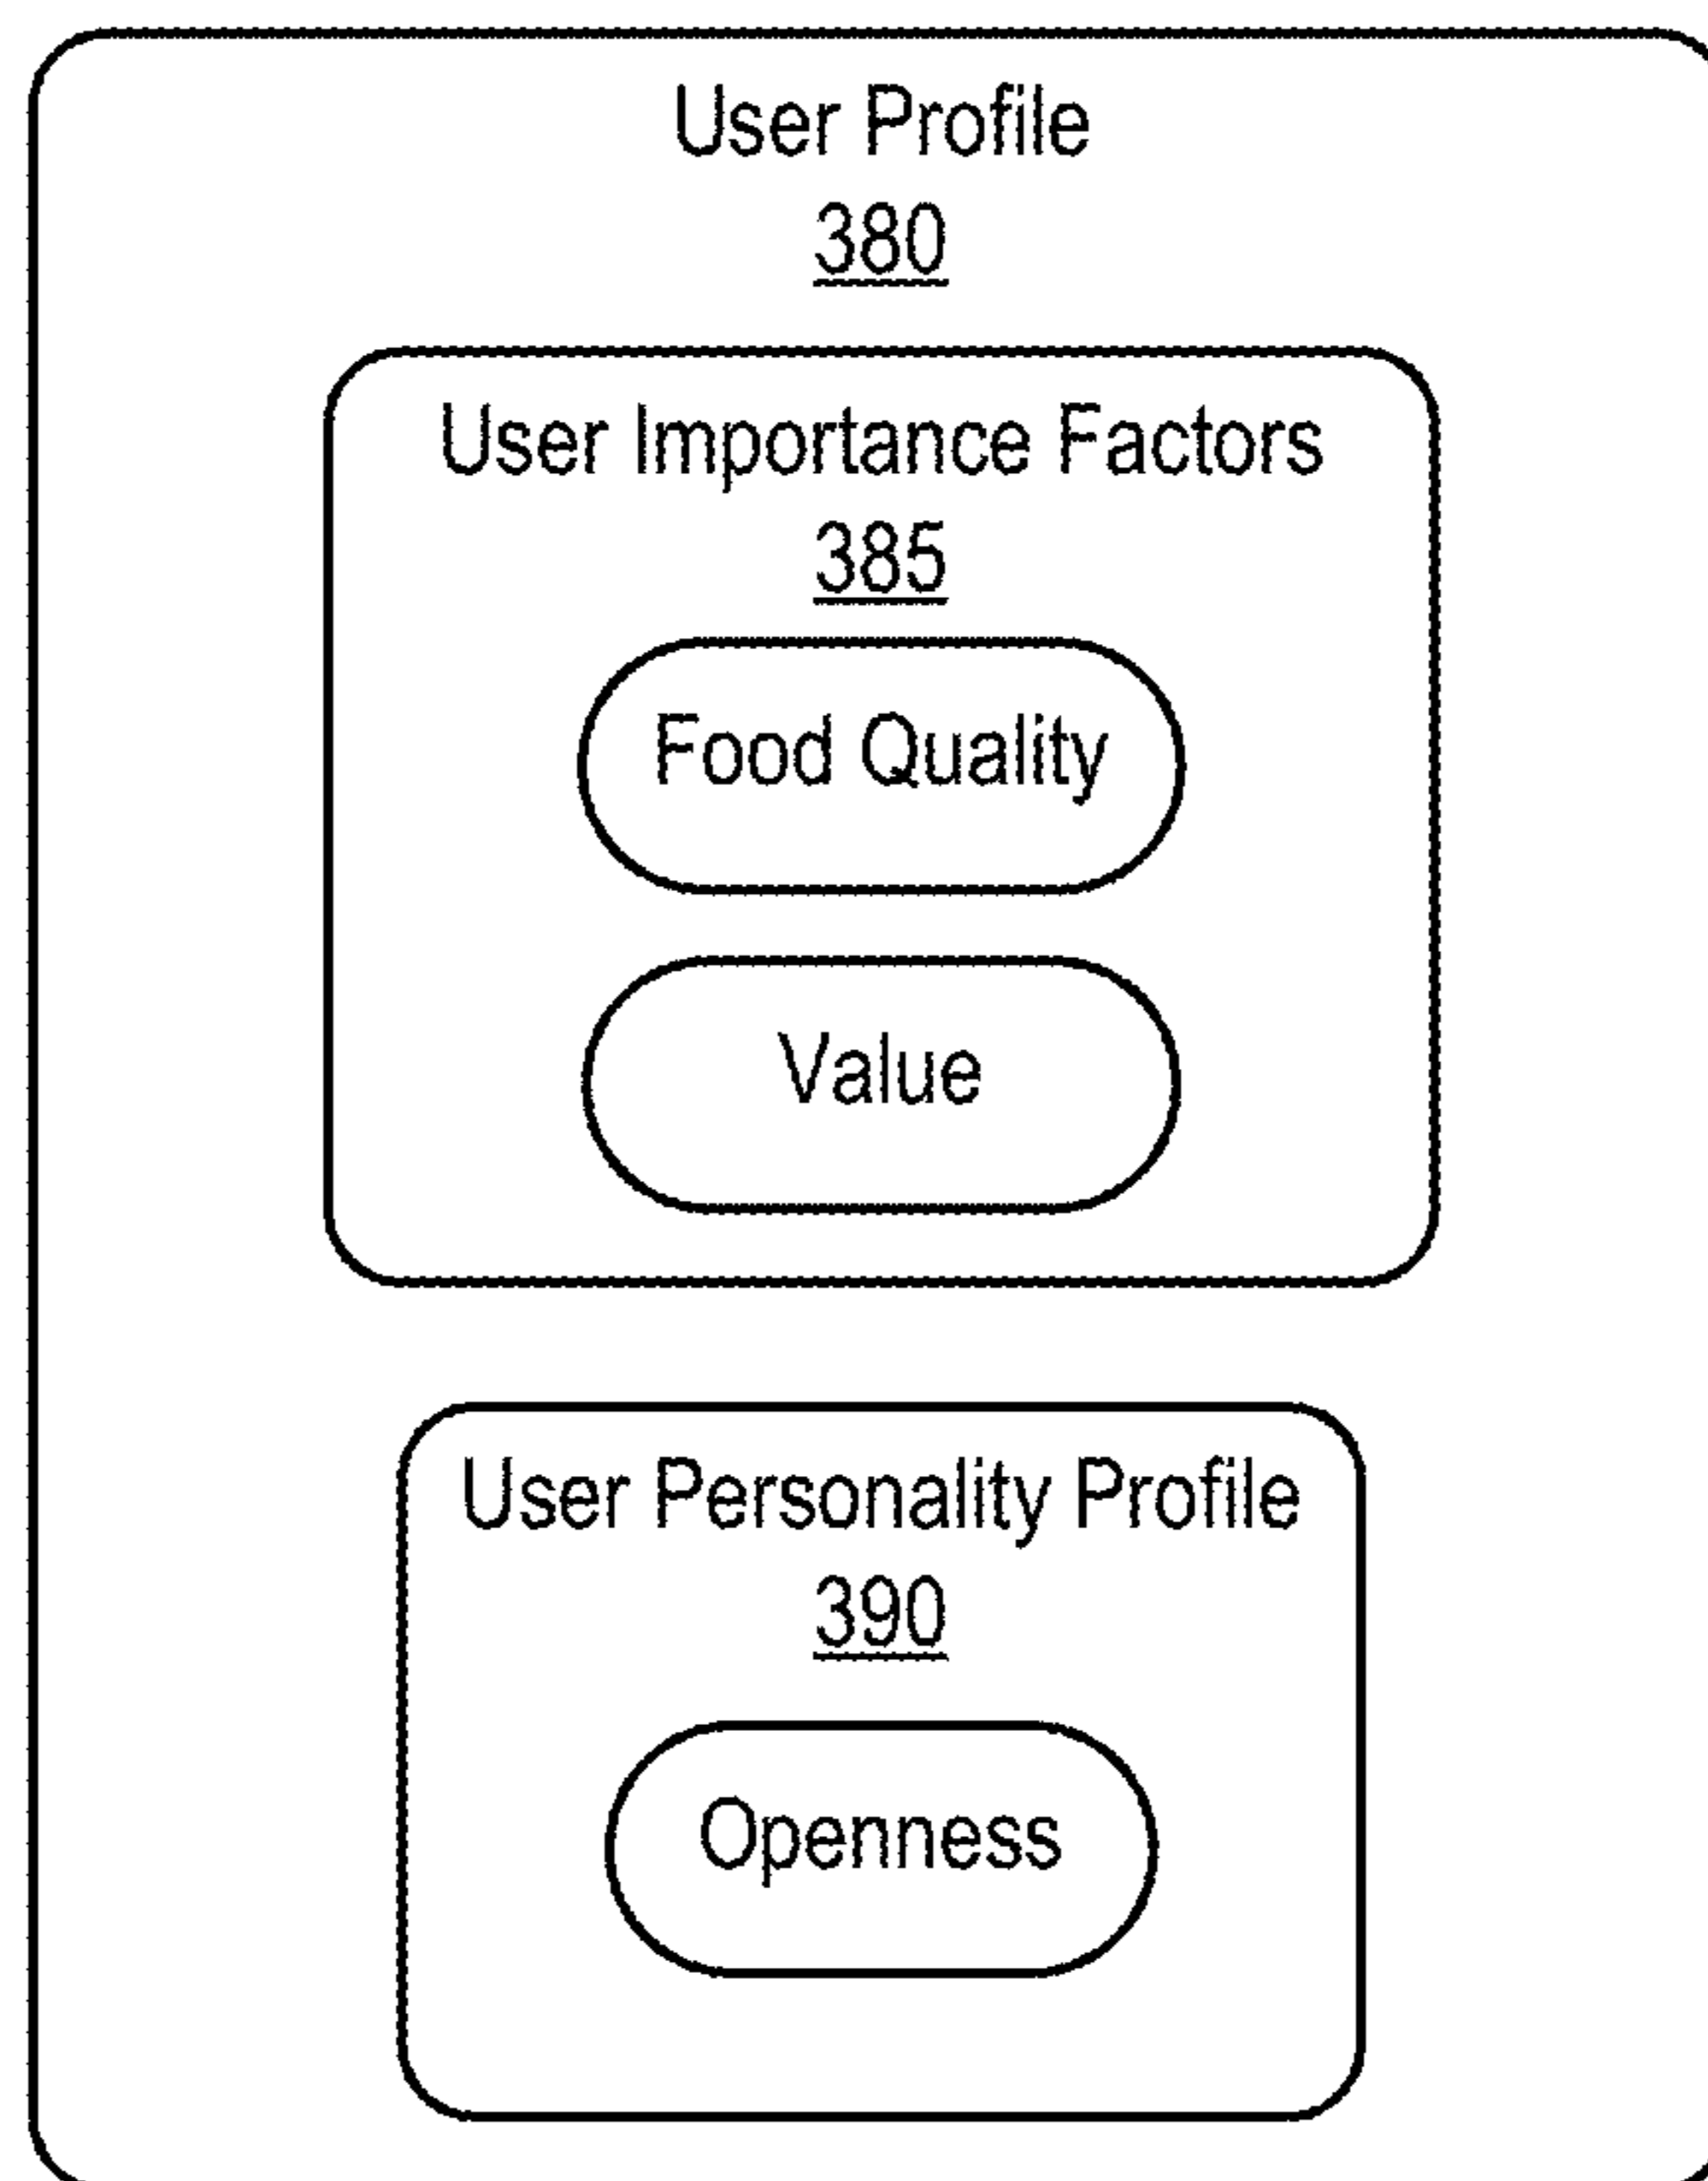 User Profile
380
User Importance Factors
385
Food Quality
Value
User Personality Profile
390
Openness